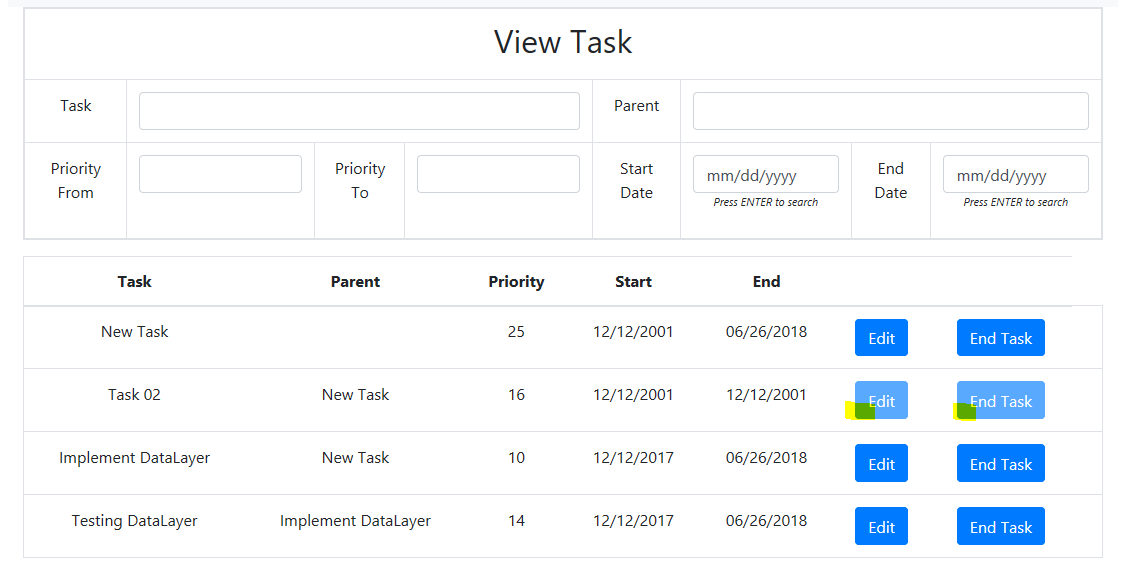 View Task
Task
Parent
Priority From
Priority To
Start Date
mm/dd/yyyy
Press ENTER to search
End Date
mm/dd/yyyy
Press ENTER to search
Task Parent Priority Start End
New Task 25 12/12/2001 06/26/2018 Edit End Task
Task 02 New Task 16 12/12/2001 12/12/2001 Edit End Task
Implement DataLayer New Task 10 12/12/2017 06/26/2018 Edit End Task
Testing DataLayer Implement DataLayer 14 12/12/2017 06/26/2018 Edit End Task